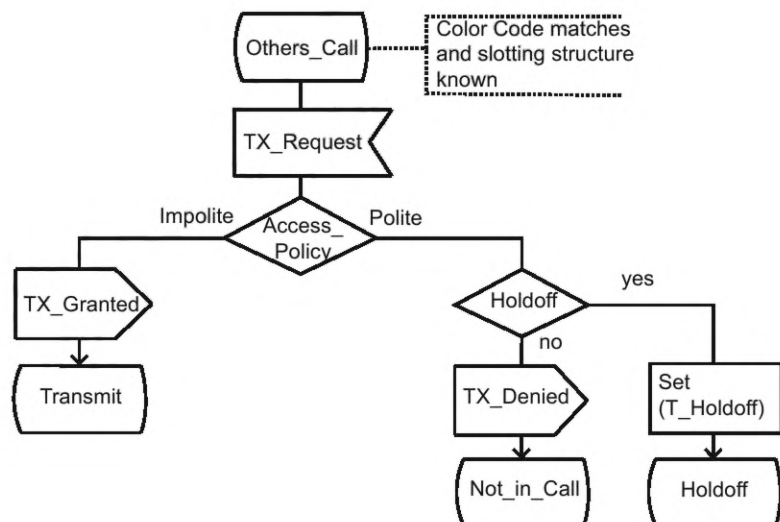 Others_Call
Color Code matches
and slotting structure
known
TX_Request
Impolite
Access_
Policy
Polite
TX_Granted
Holdoff
yes
no
Transmit
TX_Denied
Set
(T_Holdoff)
Not_in_Call
Holdoff